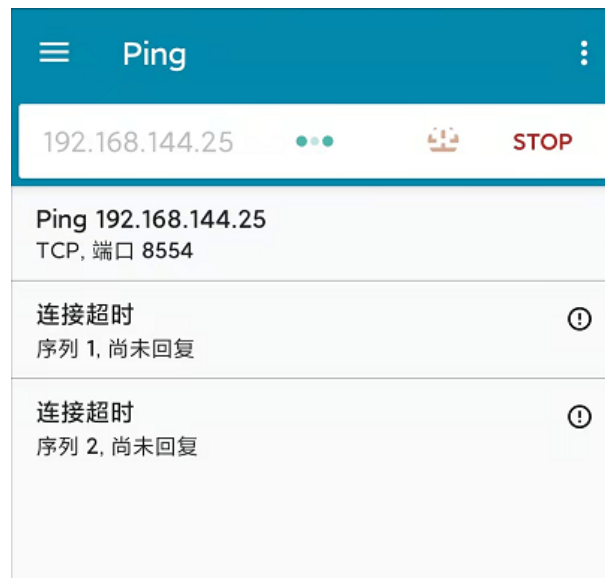 Ping
192.168.144.25
STOP
Ping 192.168.144.25
TCP, 端口 8554
连接超时
序列 1, 尚未回复
连接超时
序列 2, 尚未回复